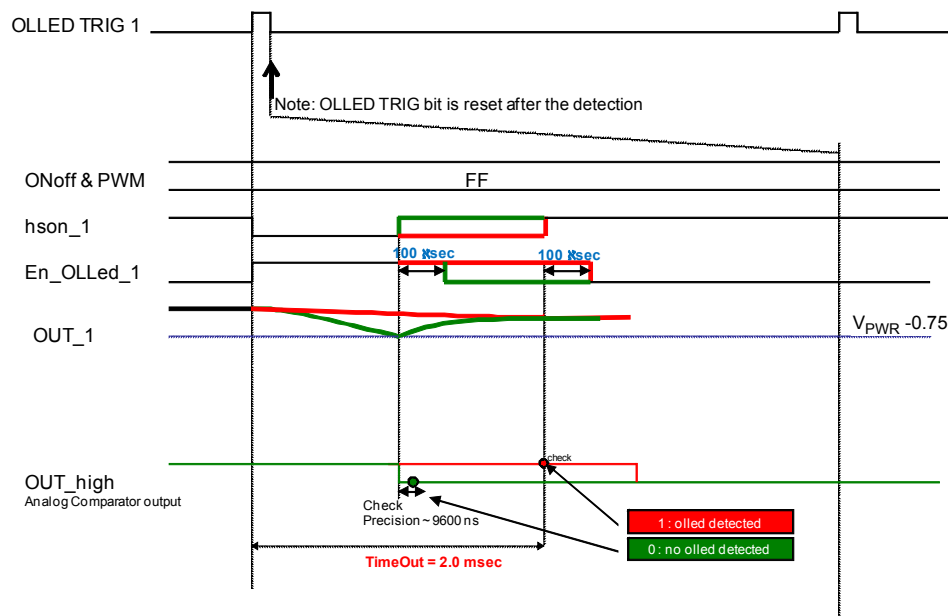 OLLED TRIG 1
Note: OLLED TRIG bit is reset after the detection
ONoff & PWM
FF
hson_1
100 sec
100 sec
En_OLLed_1
OUT_1
VPWR -0.75
check
OUT_high
Analog Comparator output
Check
Precision ~ 9600 ns
1 : olled detected
0 : no olled detected
TimeOut = 2.0 msec